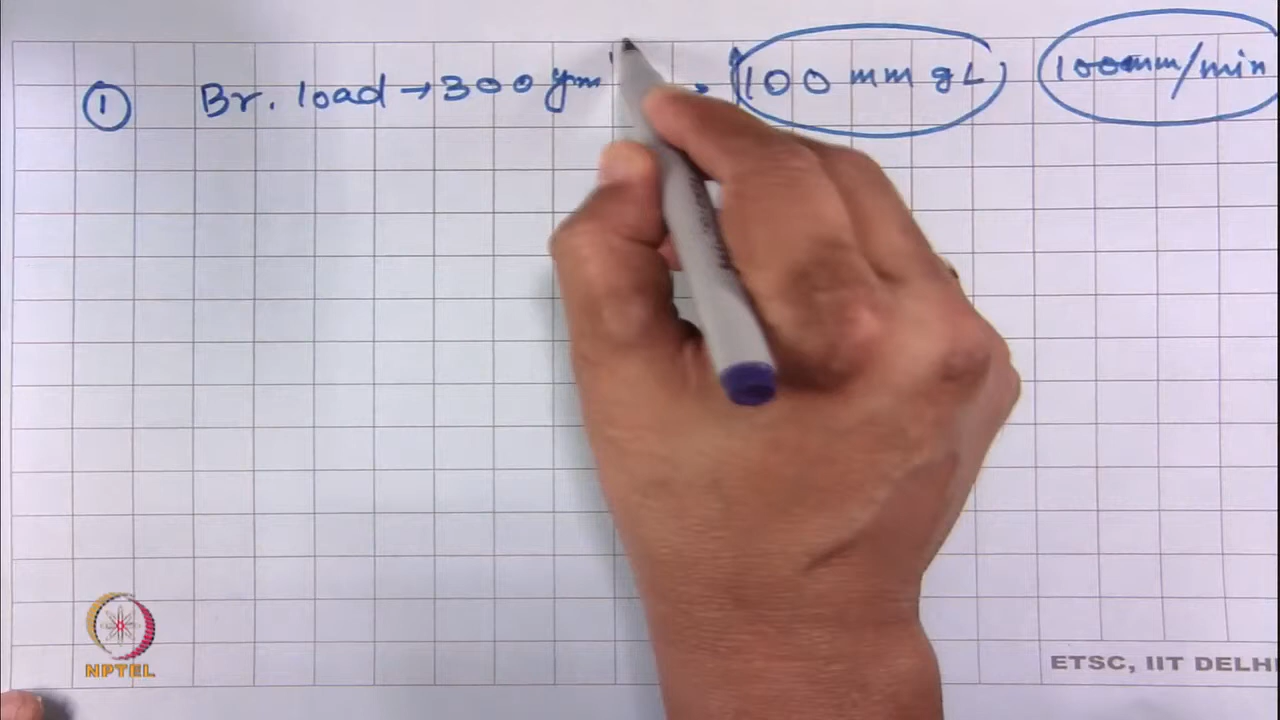 ① Br. load → 300 gm (100 mm gL) 100mm/min
NPTEL
ETSC, IIT DELHI